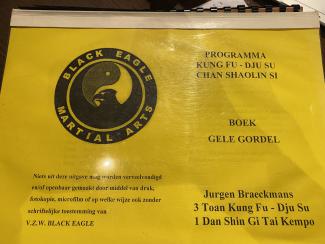 BLACK EAGLE
MARTIAL ARTS
PROGRAMMA
KUNG FU - DJU SU
CHAN SHAOLIN SI
BOEK
GELE GORDEL
Niets uit deze uitgave mag worden verveelvoudigd
en/of openbaar gemaakt door middel van druk,
fotokopie, microfilm of op welke wijze ook zonder
schriftelijke toestemming van
V.Z.W. BLACK EAGLE
Jurgen Braeckmans
3 Toan Kung Fu - Dju Su
1 Dan Shin Gi Tai Kempo